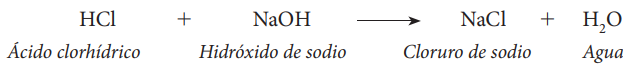 HCl + NaOH ⟶ NaCl + H₂O
Ácido clorhídrico Hidróxido de sodio Cloruro de sodio Agua